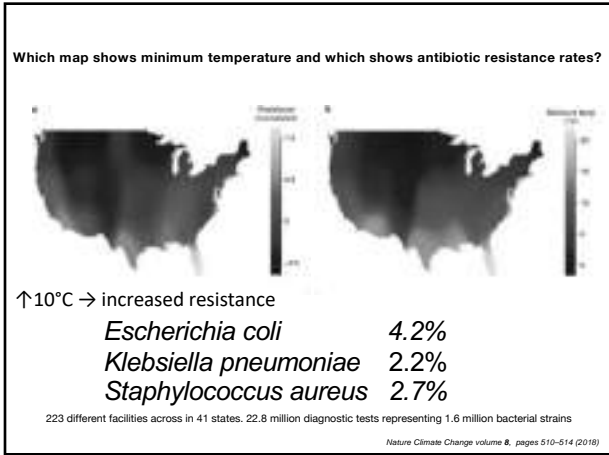 Which map shows minimum temperature and which shows antibiotic resistance rates?
a
b
↑10°C → increased resistance
Escherichia coli 4.2%
Klebsiella pneumoniae 2.2%
Staphylococcus aureus 2.7%
223 different facilities across in 41 states. 22.8 million diagnostic tests representing 1.6 million bacterial strains
Nature Climate Change volume 8, pages 510–514 (2018)